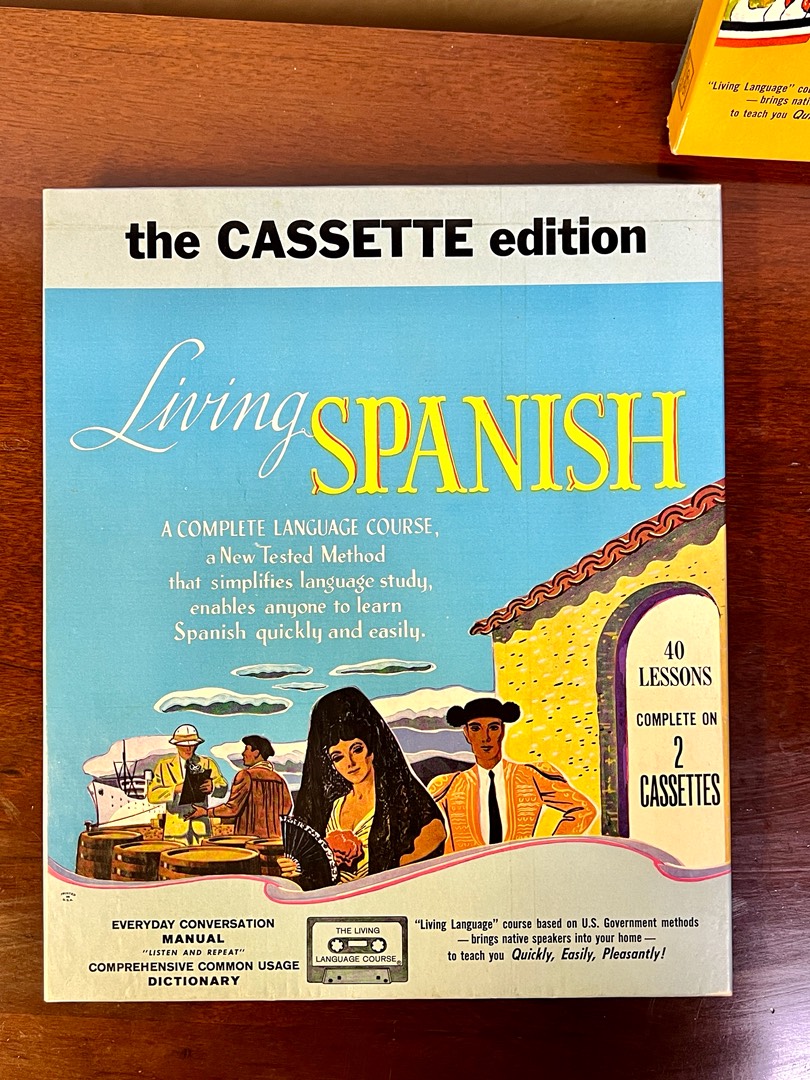 "Living Language"
— brings
to teach you
the CASSETTE edition
Living SPANISH
A COMPLETE LANGUAGE COURSE,
a New Tested Method
that simplifies language study,
enables anyone to learn
Spanish quickly and easily.
40
LESSONS
COMPLETE ON
2
CASSETTES
PRINTED
IN
U.S.A.
EVERYDAY CONVERSATION
MANUAL
"LISTEN AND REPEAT"
COMPREHENSIVE COMMON USAGE
DICTIONARY
THE LIVING
LANGUAGE COURSE®
"Living Language" course based on U.S. Government methods
— brings native speakers into your home —
to teach you Quickly, Easily, Pleasantly!